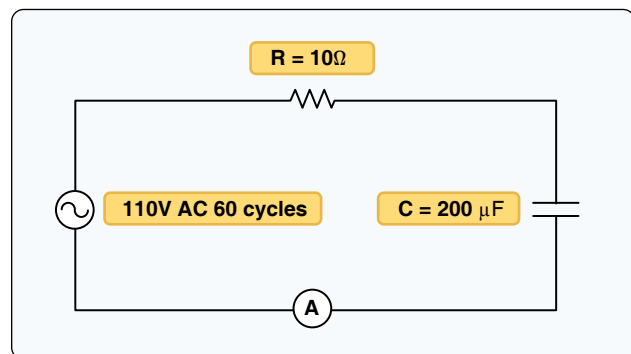 R = 10Ω
110V AC 60 cycles
C = 200 μF
A